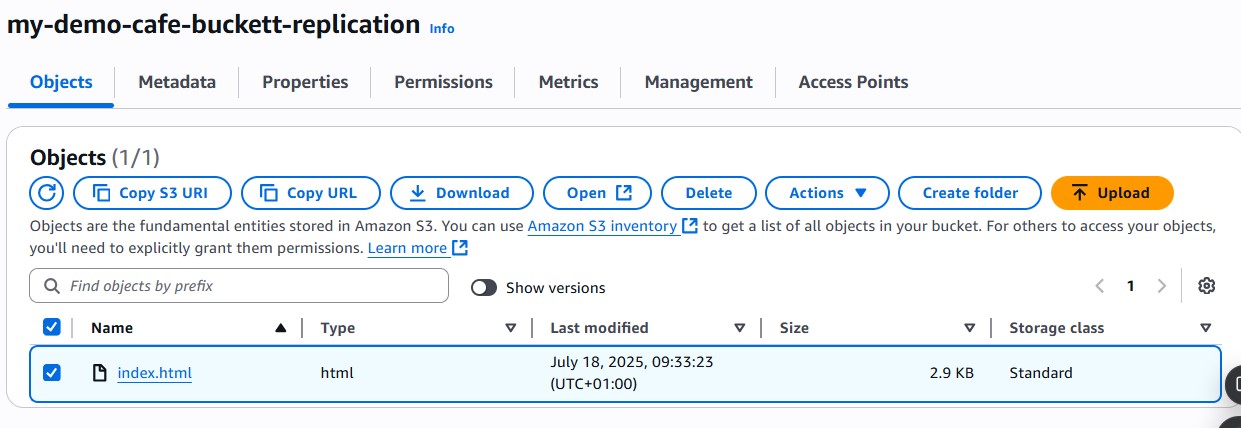 my-demo-cafe-buckett-replication Info
Objects Metadata Properties Permissions Metrics Management Access Points
Objects (1/1)
Copy S3 URI Copy URL Download Open Delete Actions Create folder Upload
Objects are the fundamental entities stored in Amazon S3. You can use Amazon S3 inventory to get a list of all objects in your bucket. For others to access your objects,
you'll need to explicitly grant them permissions. Learn more
Find objects by prefix Show versions 1
Name Type Last modified Size Storage class
index.html html July 18, 2025, 09:33:23 2.9 KB Standard
(UTC+01:00)